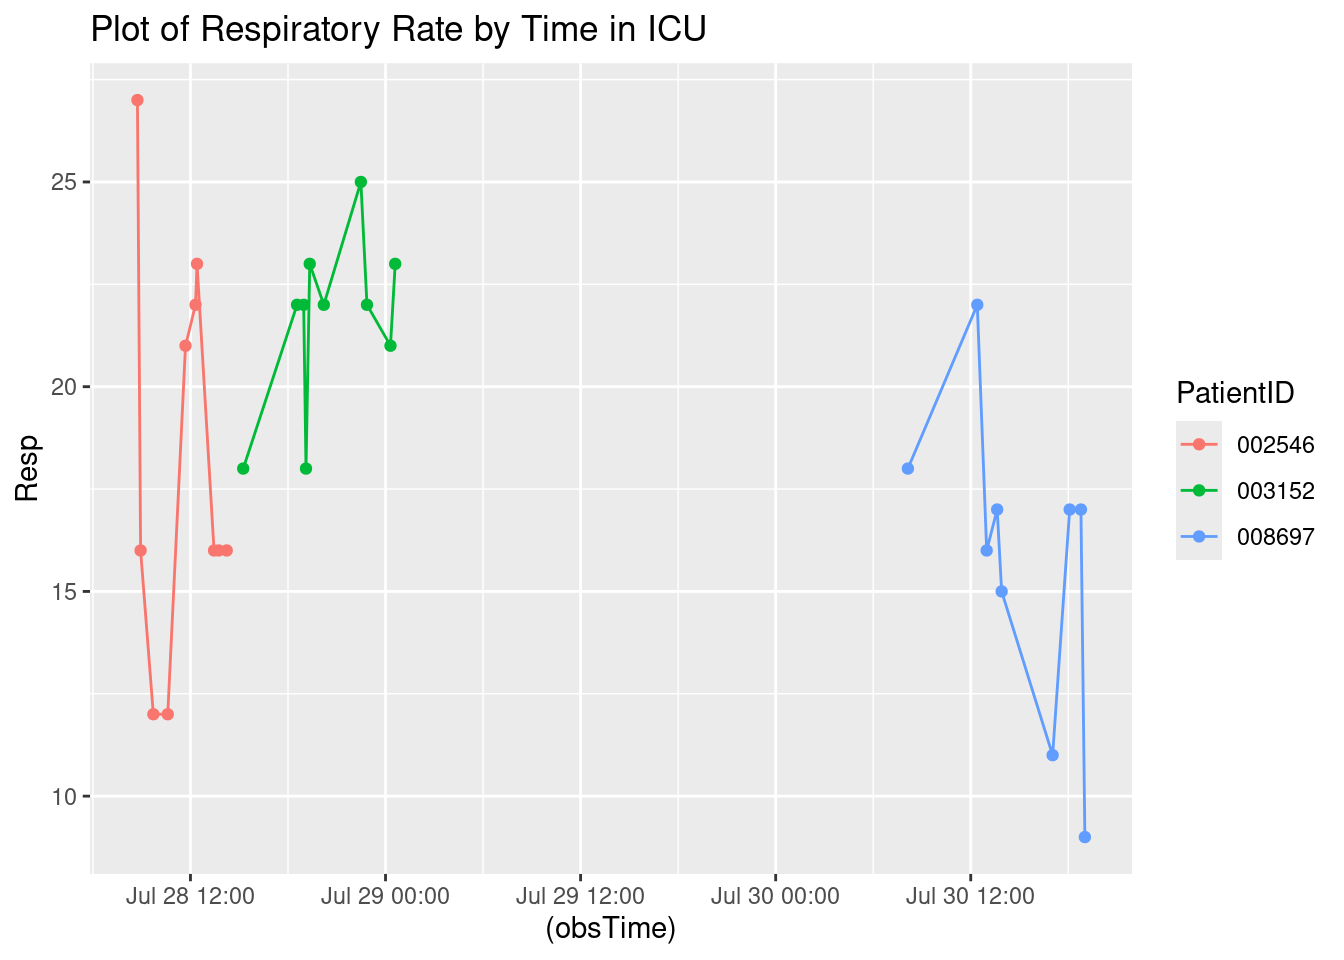 Plot of Respiratory Rate by Time in ICU
25
20
15
10
Resp
Jul 28 12:00
Jul 29 00:00
Jul 29 12:00
Jul 30 00:00
Jul 30 12:00
(obsTime)
PatientID
002546
003152
008697